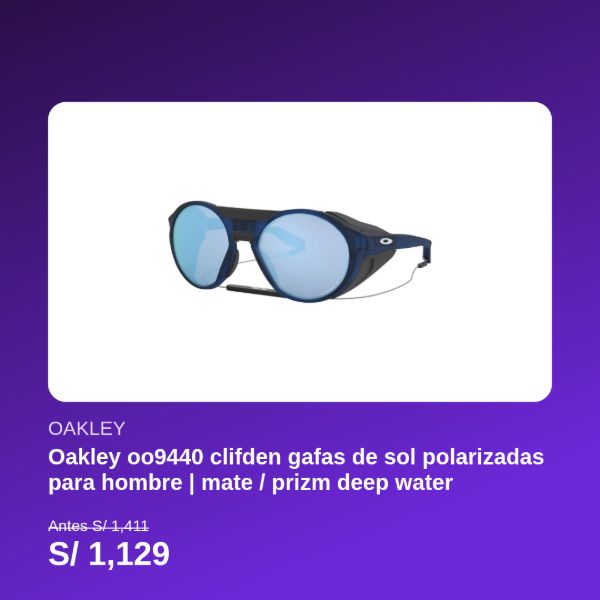 OAKLEY
Oakley oo9440 clifden gafas de sol polarizadas
para hombre | mate / prizm deep water
Antes S/ 1,411
S/ 1,129